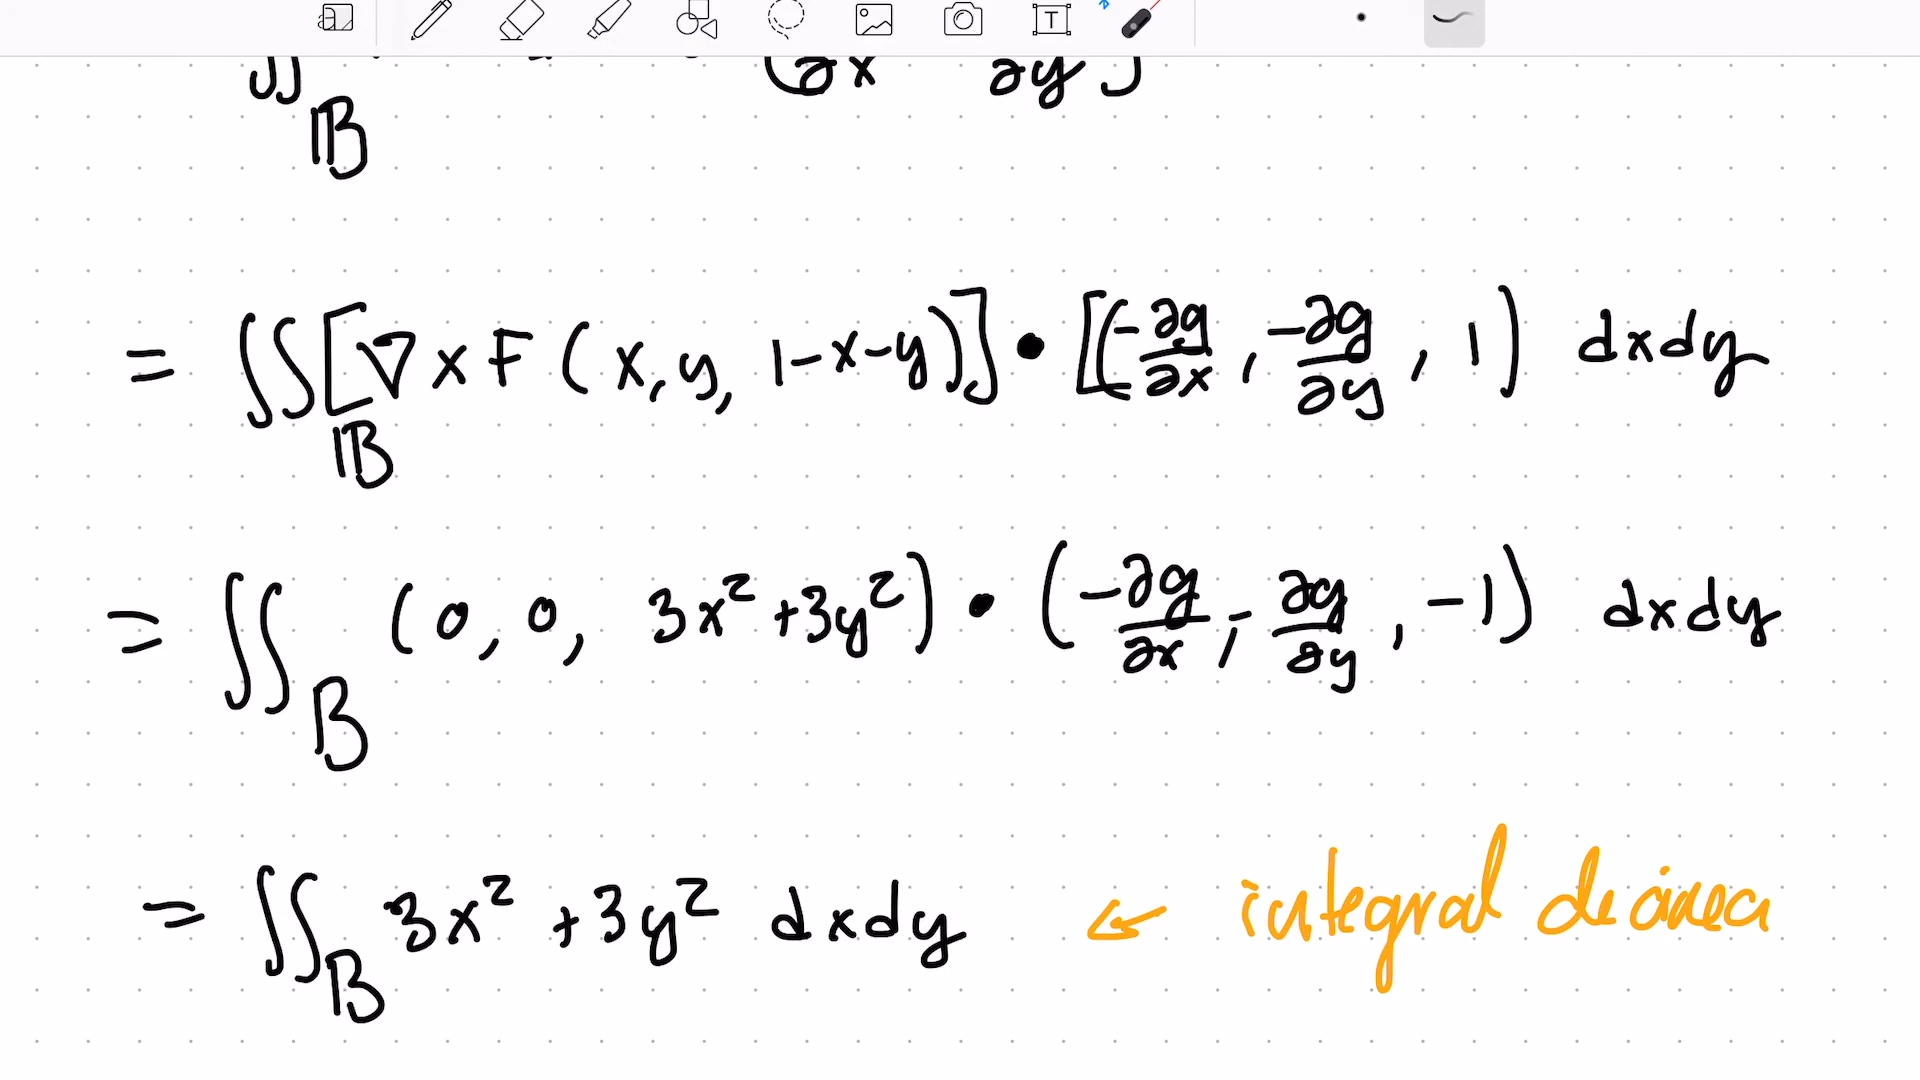 ∬_B (∂x ∂y)
= ∬_B [∇ x F (x, y, 1-x-y)] • [(-∂g/∂x, -∂g/∂y, 1) dxdy
= ∬_B (0, 0, 3x² +3y²) • (-∂g/∂x, - ∂g/∂y, -1) dxdy
= ∬_B 3x² +3y² dxdy ← integral de área